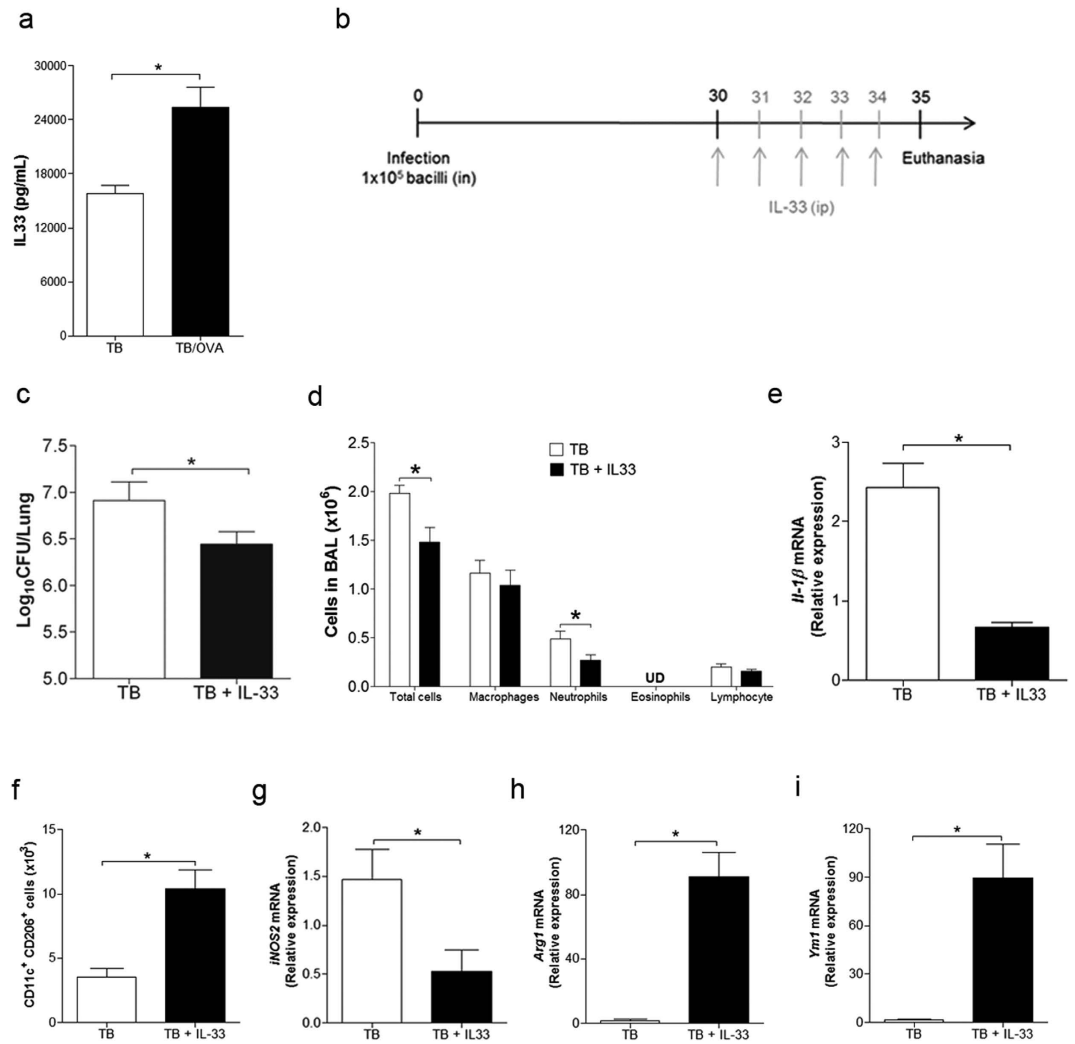 a
30000
24000
18000
12000
6000
0
IL33 (pg/mL)
*
TB
TB/OVA
b
0
30
31
32
33
34
35
Infection
1x10⁵ bacilli (in)
IL-33 (ip)
Euthanasia
c
7.5
7.0
6.5
6.0
5.5
5.0
Log₁₀CFU/Lung
*
TB
TB + IL-33
d
2.5
2.0
1.5
1.0
0.5
0.0
Cells in BAL (x10⁶)
TB
TB + IL33
*
*
UD
Total cells
Macrophages
Neutrophils
Eosinophils
Lymphocyte
e
3
2
1
0
Il-1β mRNA
(Relative expression)
*
TB
TB + IL33
f
15
10
5
0
CD11c⁺ CD206⁺ cells (x10³)
*
TB
TB + IL-33
g
2.0
1.5
1.0
0.5
0.0
iNOS2 mRNA
(Relative expression)
*
TB
TB + IL33
h
120
80
40
0
Arg1 mRNA
(Relative expression)
*
TB
TB + IL-33
i
120
90
60
30
0
Ym1 mRNA
(Relative expression)
*
TB
TB + IL-33